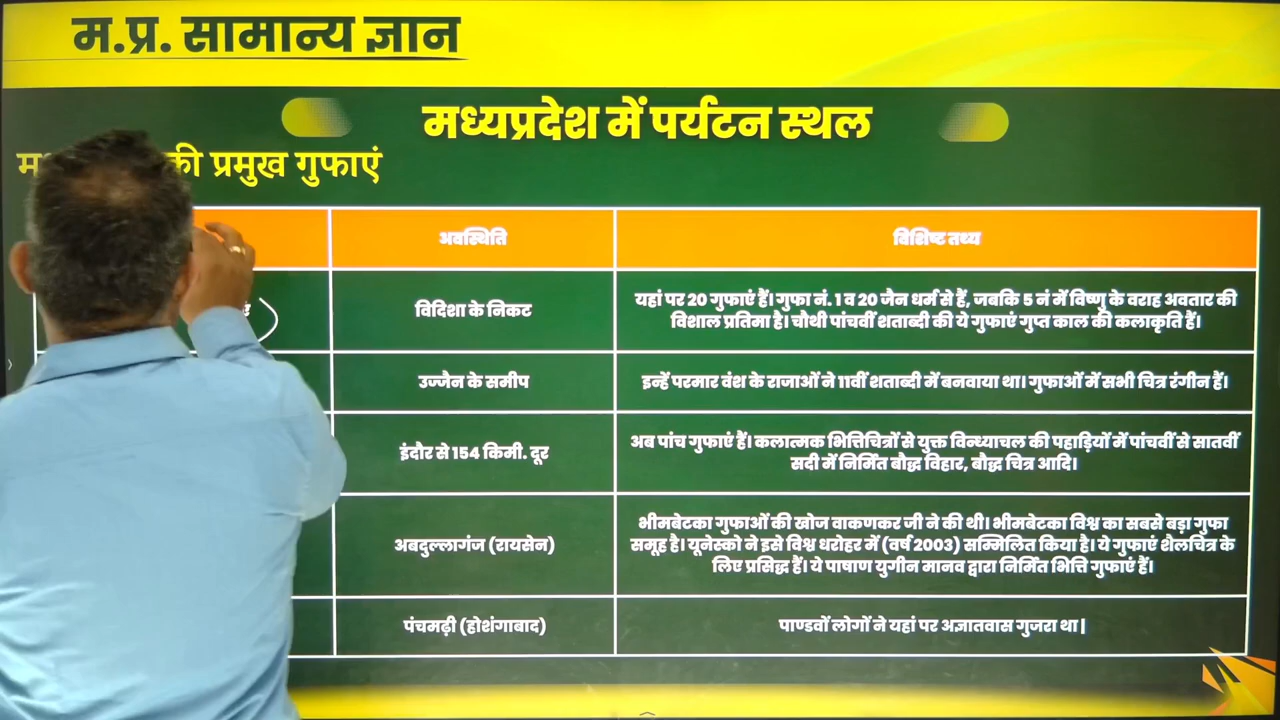 म.प्र. सामान्य ज्ञान
मध्यप्रदेश में पर्यटन स्थल
की प्रमुख गुफाएं
अवस्थिति
विशिष्ट तथ्य
विदिशा के निकट
यहां पर 20 गुफाएं हैं। गुफा नं. 1 व 20 जैन धर्म से हैं, जबकि 5 नं में विष्णु के वराह अवतार की
विशाल प्रतिमा है। चौथी पांचवीं शताब्दी की ये गुफाएं गुप्त काल की कलाकृति हैं।
उज्जैन के समीप
इन्हें परमार वंश के राजाओं ने 11वीं शताब्दी में बनवाया था। गुफाओं में सभी चित्र रंगीन हैं।
इंदौर से 154 किमी. दूर
अब पांच गुफाएं हैं। कलात्मक भित्तिचित्रों से युक्त विन्ध्याचल की पहाड़ियों में पांचवीं से सातवीं
सदी में निर्मित बौद्ध विहार, बौद्ध चित्र आदि।
अबदुल्लागंज (रायसेन)
भीमबेटका गुफाओं की खोज वाकणकर जी ने की थी। भीमबेटका विश्व का सबसे बड़ा गुफा
समूह है। यूनेस्को ने इसे विश्व धरोहर में (वर्ष 2003) सम्मिलित किया है। ये गुफाएं शैलचित्र के
लिए प्रसिद्ध हैं। ये पाषाण युगीन मानव द्वारा निर्मित भित्ति गुफाएं हैं।
पंचमढ़ी (होशंगाबाद)
पाण्डवों लोगों ने यहां पर अज्ञातवास गुजरा था |